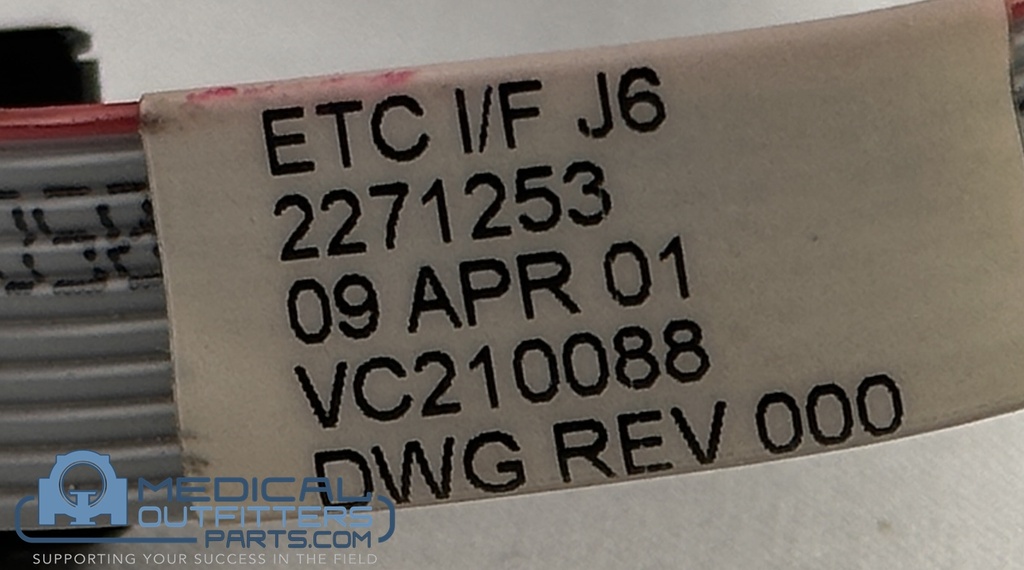 ETC I/F J6
2271253
09 APR 01
VC210088
DWG REV 000
MEDICAL
OUTFITTERS
PARTS.COM
SUPPORTING YOUR SUCCESS IN THE FIELD